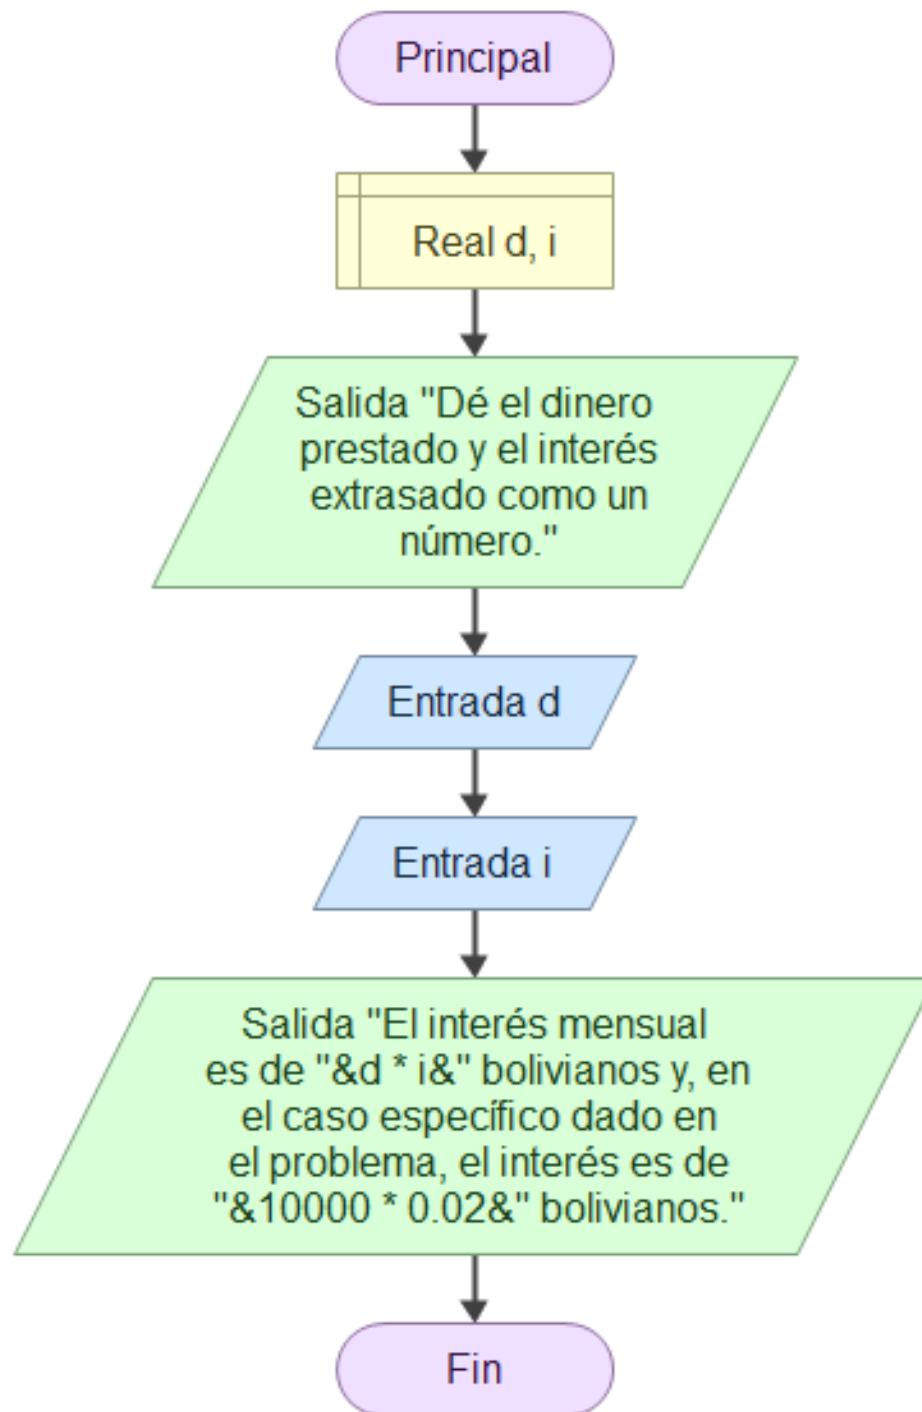 Principal
Real d, i
Salida "Dé el dinero
prestado y el interés
extrasado como un
número."
Entrada d
Entrada i
Salida "El interés mensual
es de "&d * i&" bolivianos y, en
el caso específico dado en
el problema, el interés es de
"&10000 * 0.02&" bolivianos."
Fin